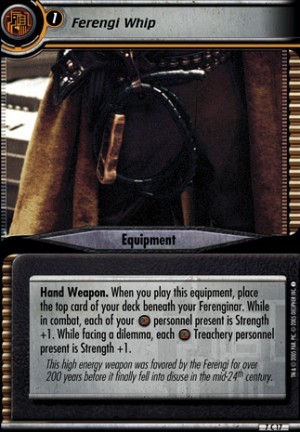 1 Ferengi Whip
Equipment
Hand Weapon. When you play this equipment, place
the top card of your deck beneath your Ferenginar. While
in combat, each of your personnel present is Strength
+1. While facing a dilemma, each Treachery personnel
present is Strength +1.
This high energy weapon was favored by the Ferengi for over
200 years before it finally fell into disuse in the mid-24th century.
7 C 17